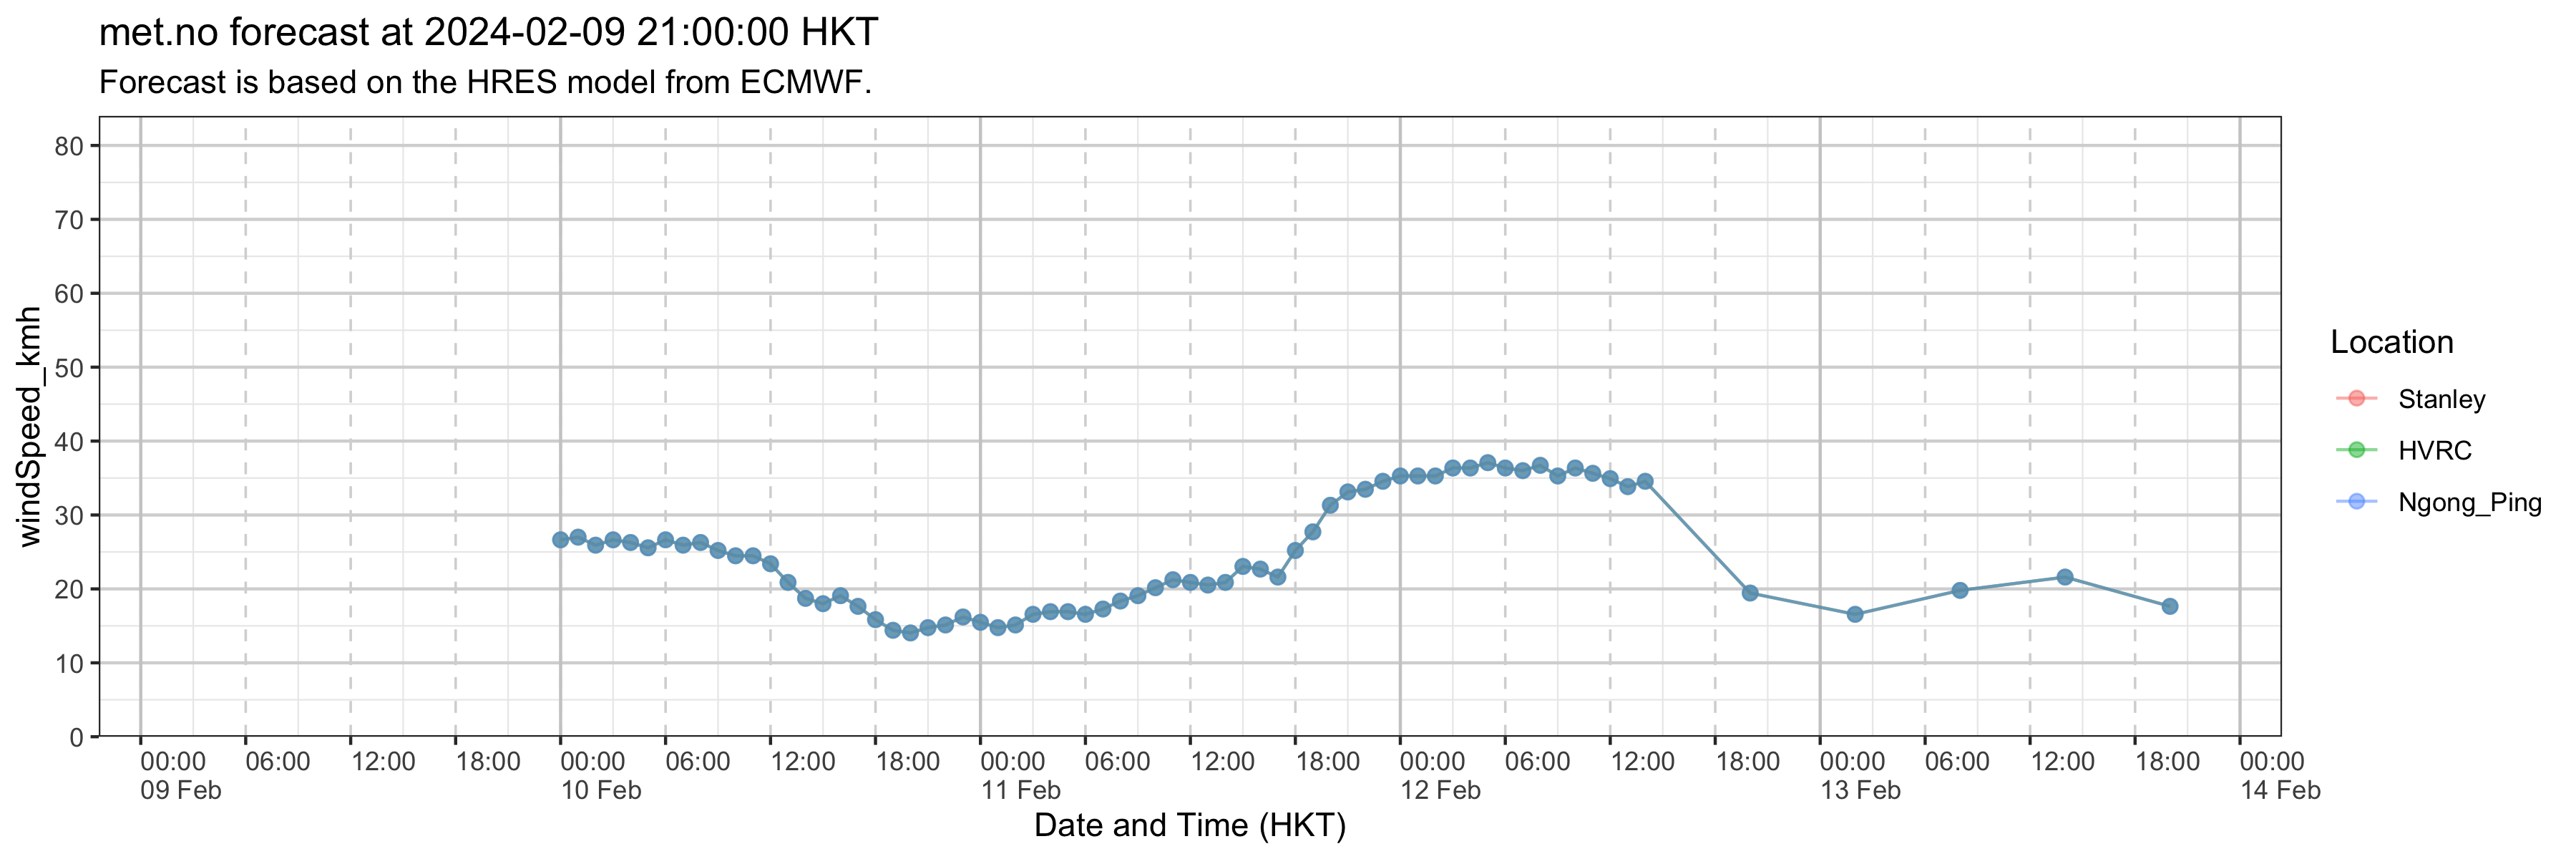 met.no forecast at 2024-02-09 21:00:00 HKT
Forecast is based on the HRES model from ECMWF.
windSpeed_kmh
80
70
60
50
40
30
20
10
0
00:00 06:00 12:00 18:00 00:00 06:00 12:00 18:00 00:00 06:00 12:00 18:00 00:00 06:00 12:00 18:00 00:00 06:00 12:00 18:00 00:00
09 Feb 10 Feb 11 Feb 12 Feb 13 Feb 14 Feb
Date and Time (HKT)
Location
Stanley
HVRC
Ngong_Ping